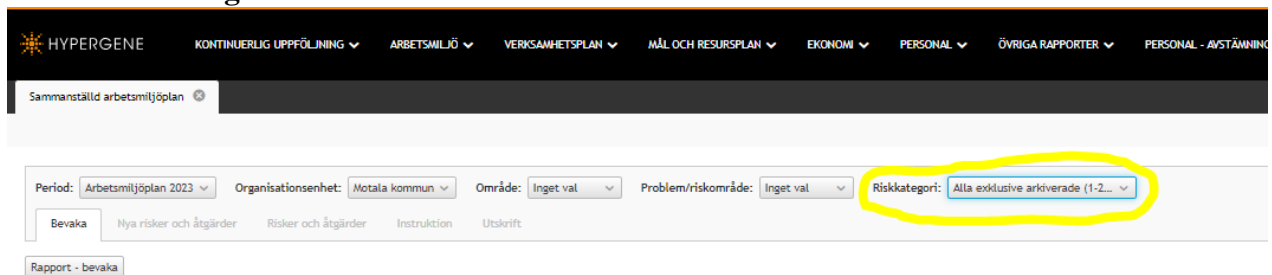 HYPERGENE KONTINUERLIG UPPFÖLJNING ARBETSMILJÖ VERKSAMHETSPLAN MÅL OCH RESURSPLAN EKONOMI PERSONAL ÖVRIGA RAPPORTER PERSONAL - AVSTÄMNING
Sammanställd arbetsmiljöplan
Period: Arbetsmiljöplan 2023 Organisationsenhet: Motala kommun Område: Inget val Problem/riskområde: Inget val Riskkategori: Alla exklusive arkiverade (1-2...
Bevaka Nya risker och åtgärder Risker och åtgärder Instruktion Utskrift
Rapport - bevaka